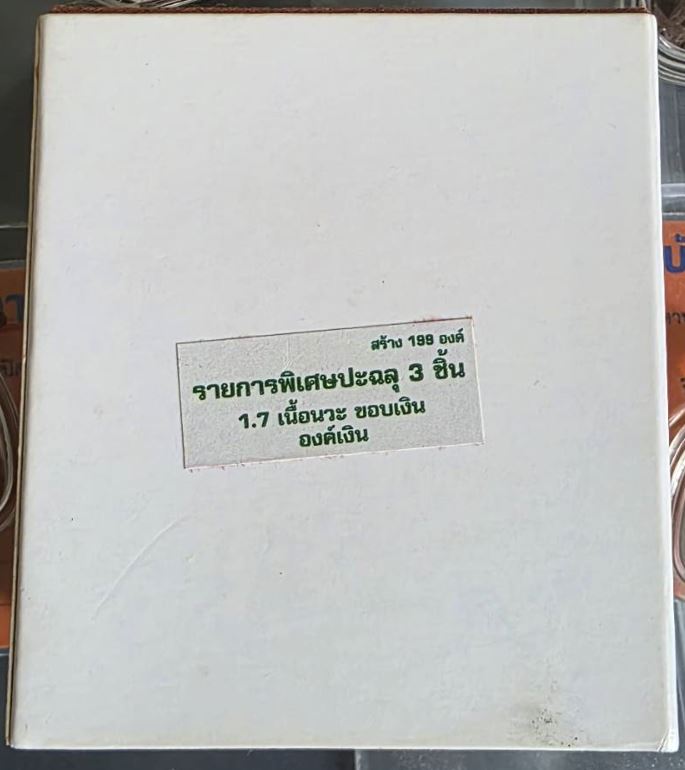 สร้าง 199 องค์
รายการพิเศษปะฉลุ 3 ชิ้น
1.7 เนื้อนวะ ขอบเงิน
องค์เงิน